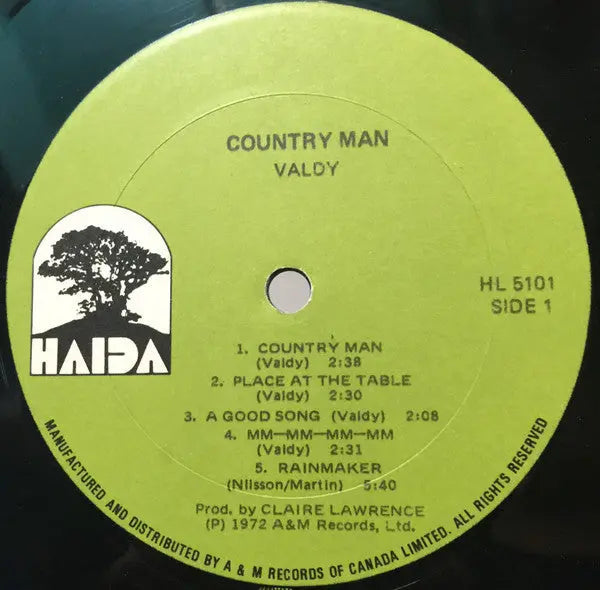 COUNTRY MAN
VALDY
HAIDA
HL 5101
SIDE 1
1. COUNTRY MAN
(Valdy) 2:38
2. PLACE AT THE TABLE
(Valdy) 2:30
3. A GOOD SONG (Valdy) 2:08
4. MM-MM-MM-MM
(Valdy) 2:31
5. RAINMAKER
(Nilsson/Martin) 5:40
Prod. by CLAIRE LAWRENCE
(P) 1972 A&M Records, Ltd.
MANUFACTURED AND DISTRIBUTED BY A & M RECORDS OF CANADA LIMITED. ALL RIGHTS RESERVED